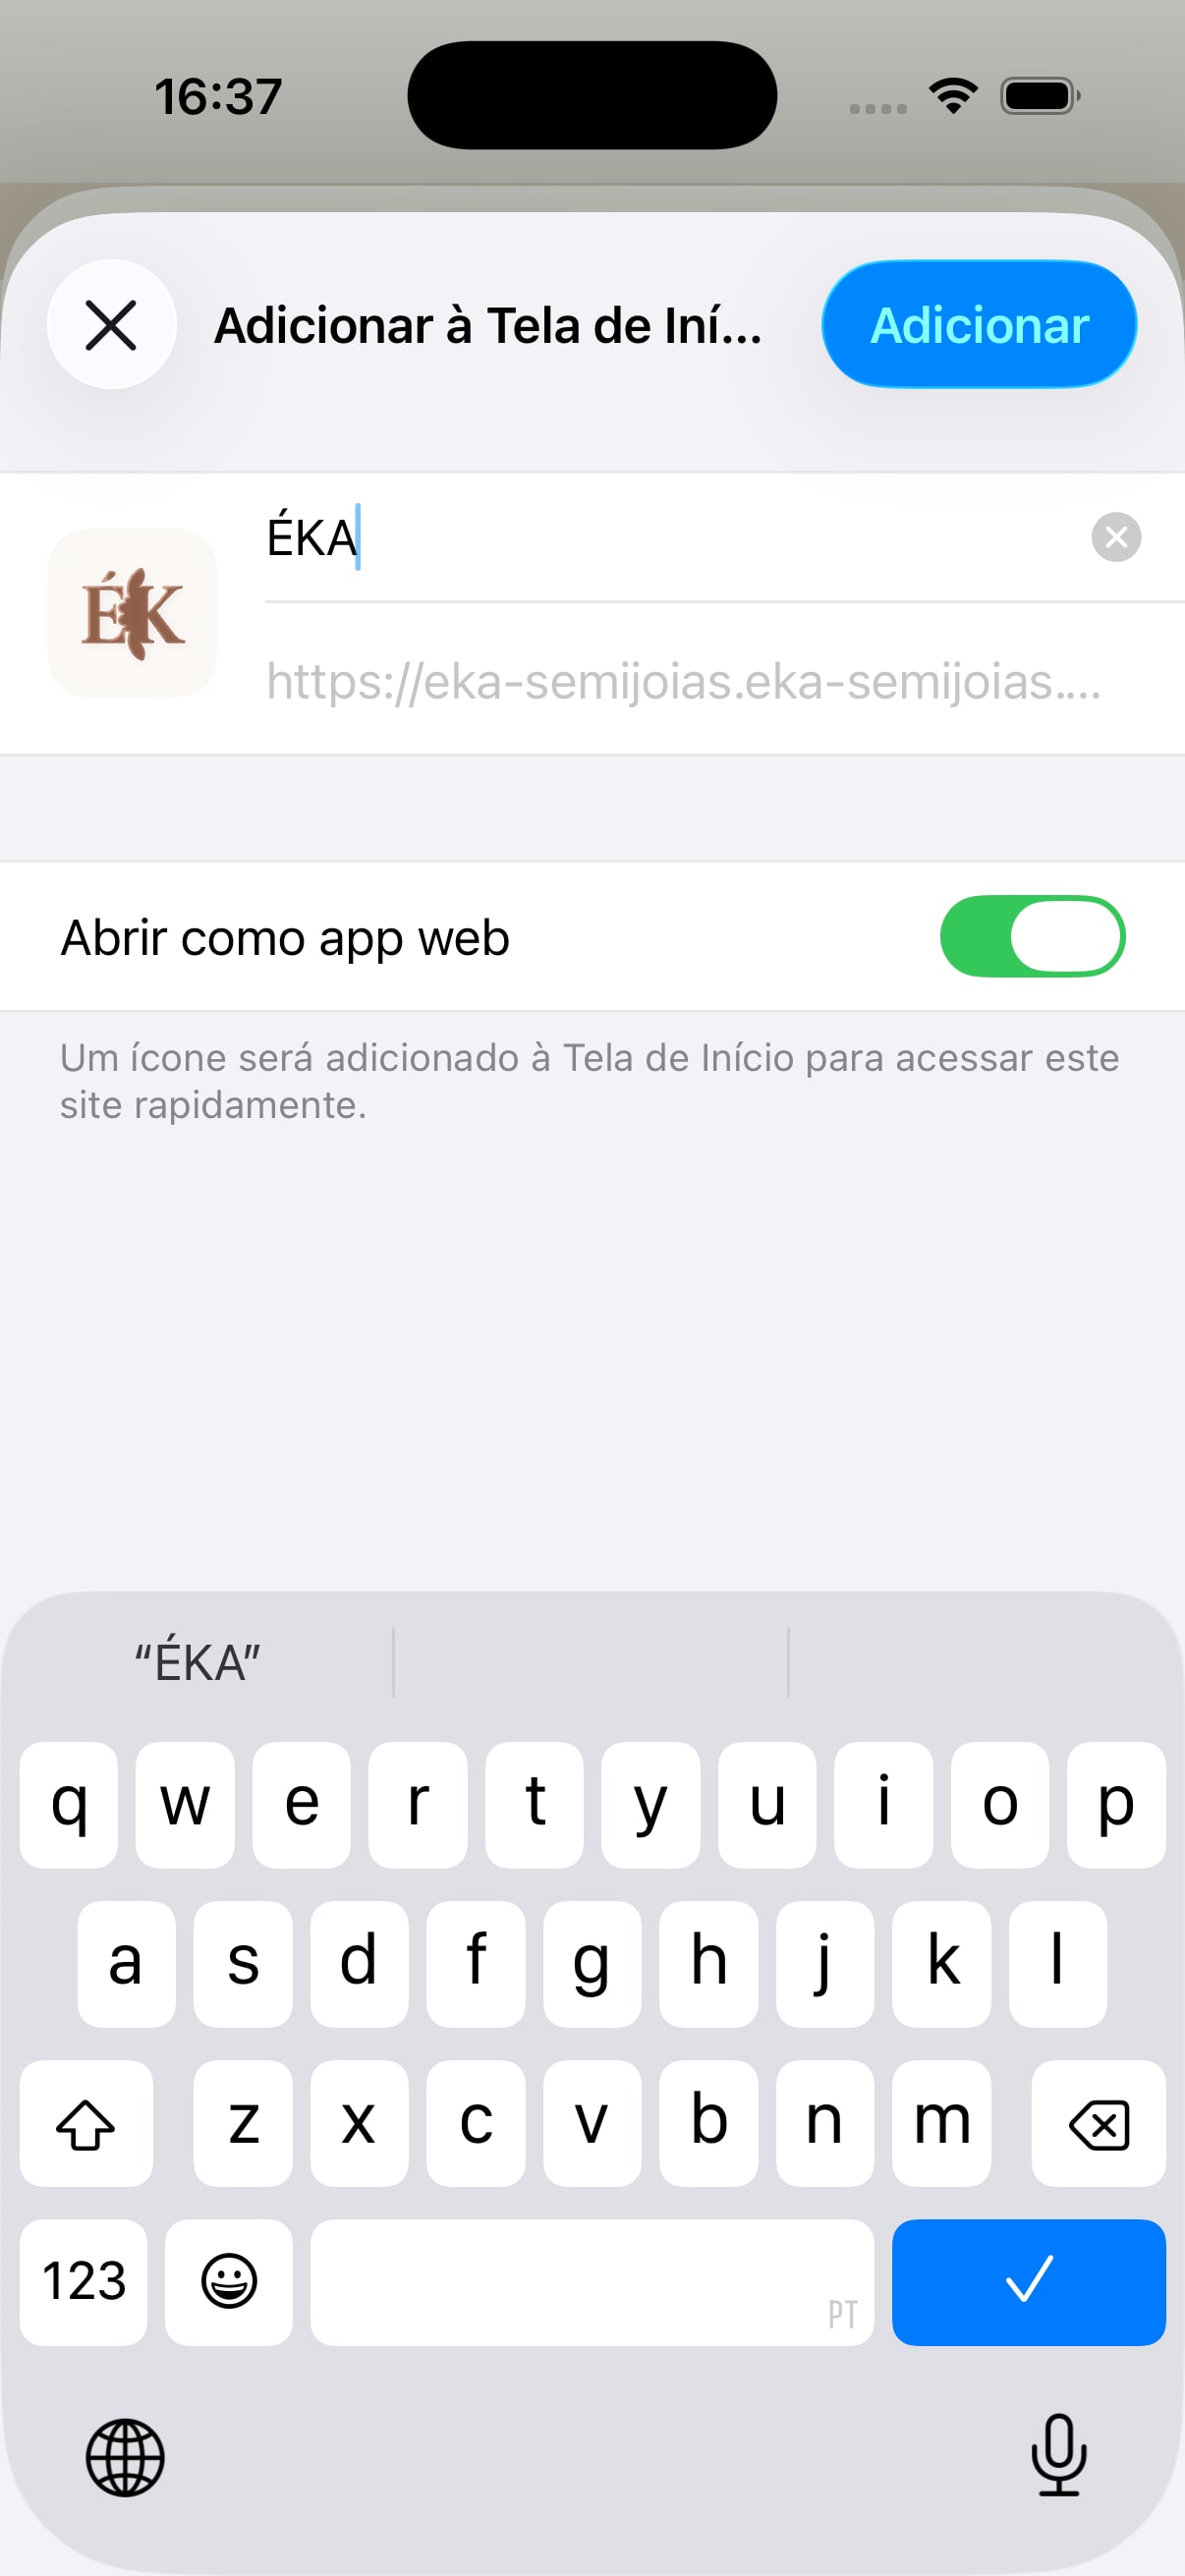 16:37
Adicionar à Tela de Iní...
Adicionar
ÉK
ÉKA
https://eka-semijoias.eka-semijoias....
Abrir como app web
Um ícone será adicionado à Tela de Início para acessar este
site rapidamente.
“ÉKA”
q w e r t y u i o p
a s d f g h j k l
z x c v b n m
123
PT